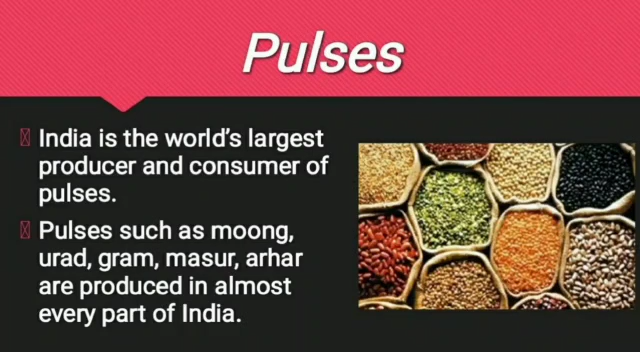 Pulses
India is the world's largest
producer and consumer of
pulses.
Pulses such as moong,
urad, gram, masur, arhar
are produced in almost
every part of India.